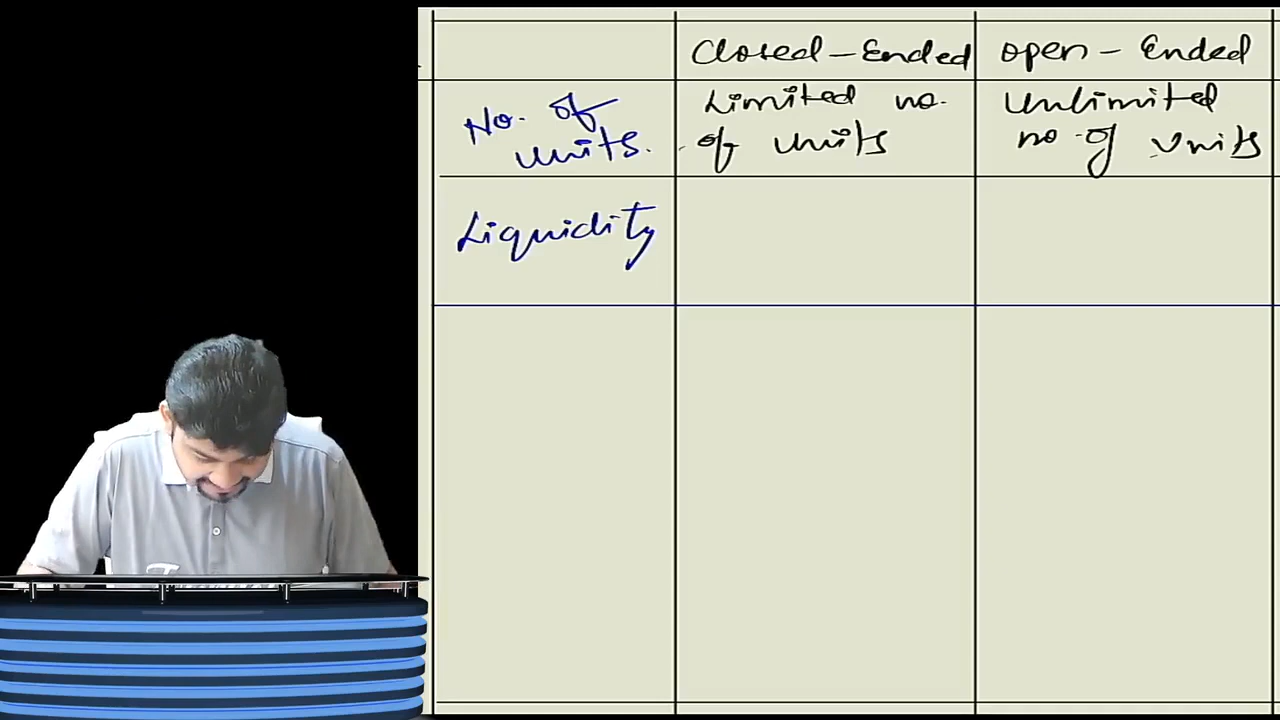 Closed-Ended
Open-Ended
No. of
units.
Limited no.
of units
Unlimited
no. of units
Liquidity